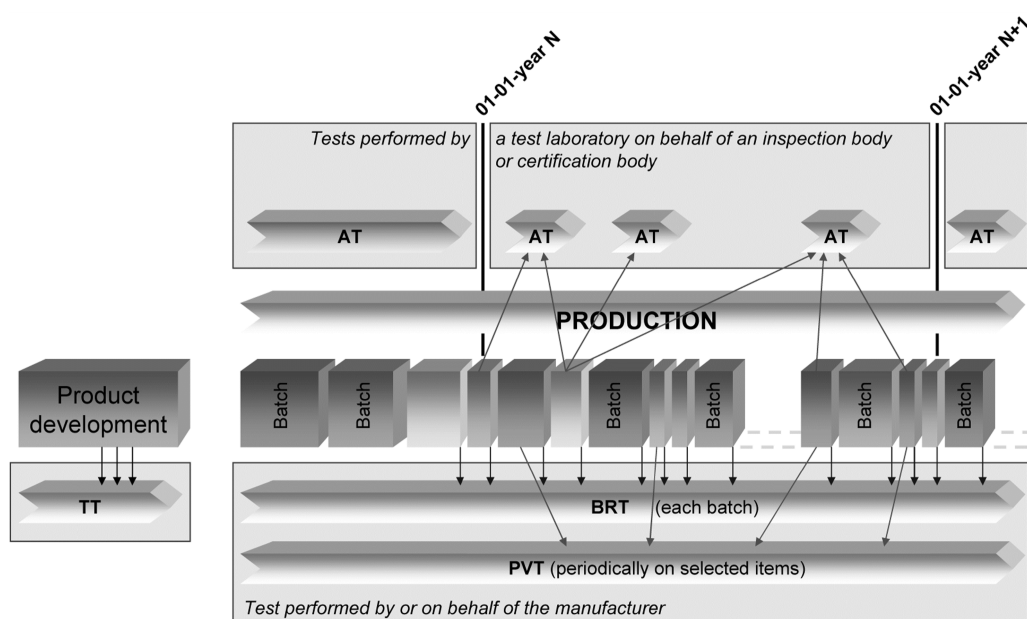 01-01-year N
01-01-year N+1
Tests performed by
a test laboratory on behalf of an inspection body
or certification body
AT
AT
AT
AT
AT
PRODUCTION
Product
development
Batch
Batch
Batch
Batch
Batch
Batch
TT
BRT (each batch)
PVT (periodically on selected items)
Test performed by or on behalf of the manufacturer